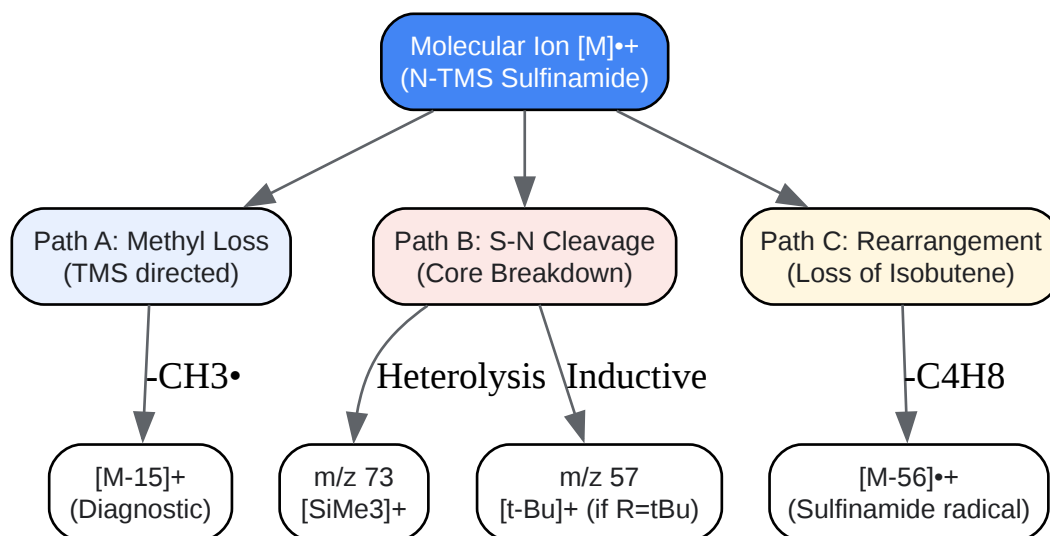 Molecular Ion [M]•+
(N-TMS Sulfinamide)
Path A: Methyl Loss
(TMS directed)
Path B: S-N Cleavage
(Core Breakdown)
Path C: Rearrangement
(Loss of Isobutene)
-CH3•
Heterolysis
Inductive
-C4H8
[M-15]+
(Diagnostic)
m/z 73
[SiMe3]+
m/z 57
[t-Bu]+ (if R=tBu)
[M-56]•+
(Sulfinamide radical)